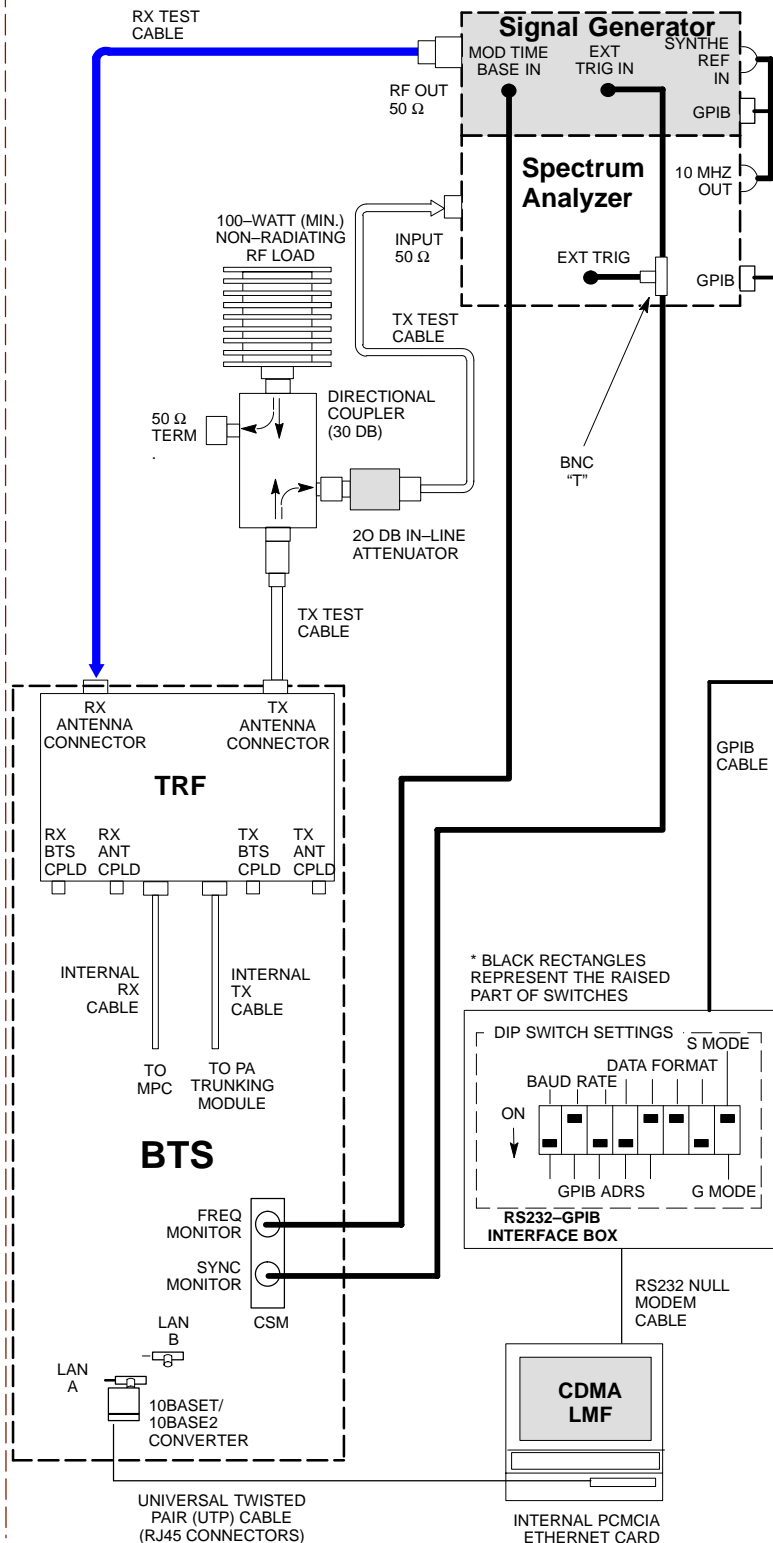 RX TEST
CABLE
Signal Generator
MOD TIME
BASE IN
EXT
TRIG IN
SYNTHE
REF
IN
RF OUT
50 Ω
GPIB
Spectrum
Analyzer
10 MHZ
OUT
100–WATT (MIN.)
NON–RADIATING
RF LOAD
INPUT
50 Ω
EXT TRIG
GPIB
TX TEST
CABLE
DIRECTIONAL
COUPLER
(30 DB)
50 Ω
TERM
.
BNC
“T”
2O DB IN–LINE
ATTENUATOR
TX TEST
CABLE
RX
ANTENNA
CONNECTOR
TX
ANTENNA
CONNECTOR
TRF
GPIB
CABLE
RX
BTS
CPLD
RX
ANT
CPLD
TX
BTS
CPLD
TX
ANT
CPLD
INTERNAL
RX
CABLE
INTERNAL
TX
CABLE
* BLACK RECTANGLES
REPRESENT THE RAISED
PART OF SWITCHES
TO
MPC
TO PA
TRUNKING
MODULE
DIP SWITCH SETTINGS
S MODE
DATA FORMAT
BAUD RATE
ON
GPIB ADRS
G MODE
RS232–GPIB
INTERFACE BOX
BTS
FREQ
MONITOR
SYNC
MONITOR
CSM
RS232 NULL
MODEM
CABLE
LAN
B
LAN
A
10BASET/
10BASE2
CONVERTER
CDMA
LMF
UNIVERSAL TWISTED
PAIR (UTP) CABLE
(RJ45 CONNECTORS)
INTERNAL PCMCIA
ETHERNET CARD